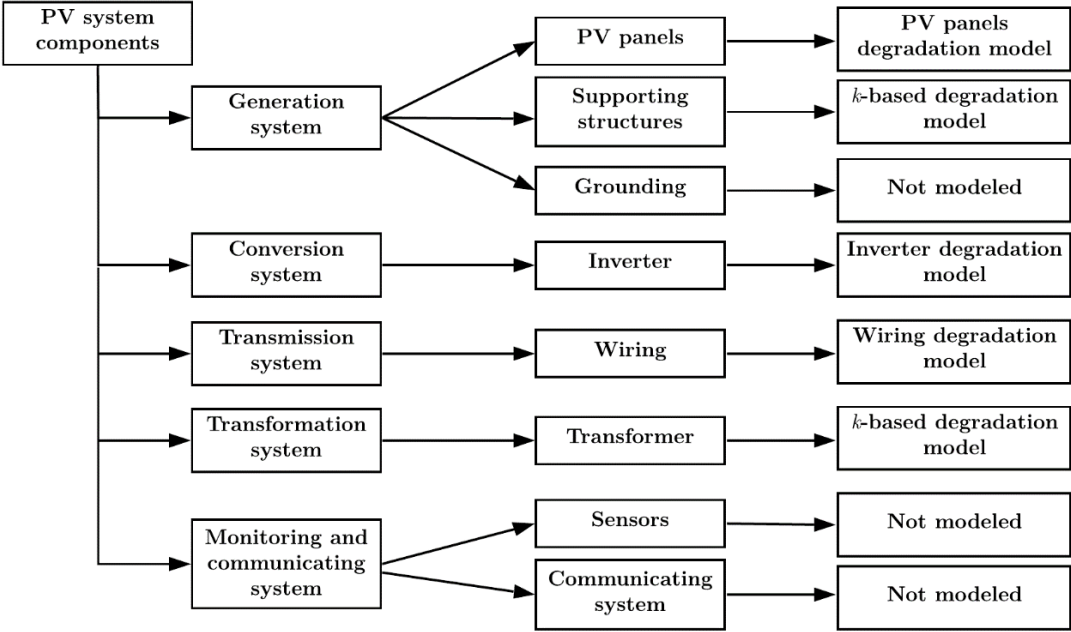 PV system
components
Generation
system
PV panels
PV panels
degradation model
Supporting
structures
k-based degradation
model
Grounding
Not modeled
Conversion
system
Inverter
Inverter degradation
model
Transmission
system
Wiring
Wiring degradation
model
Transformation
system
Transformer
k-based degradation
model
Monitoring and
communicating
system
Sensors
Not modeled
Communicating
system
Not modeled